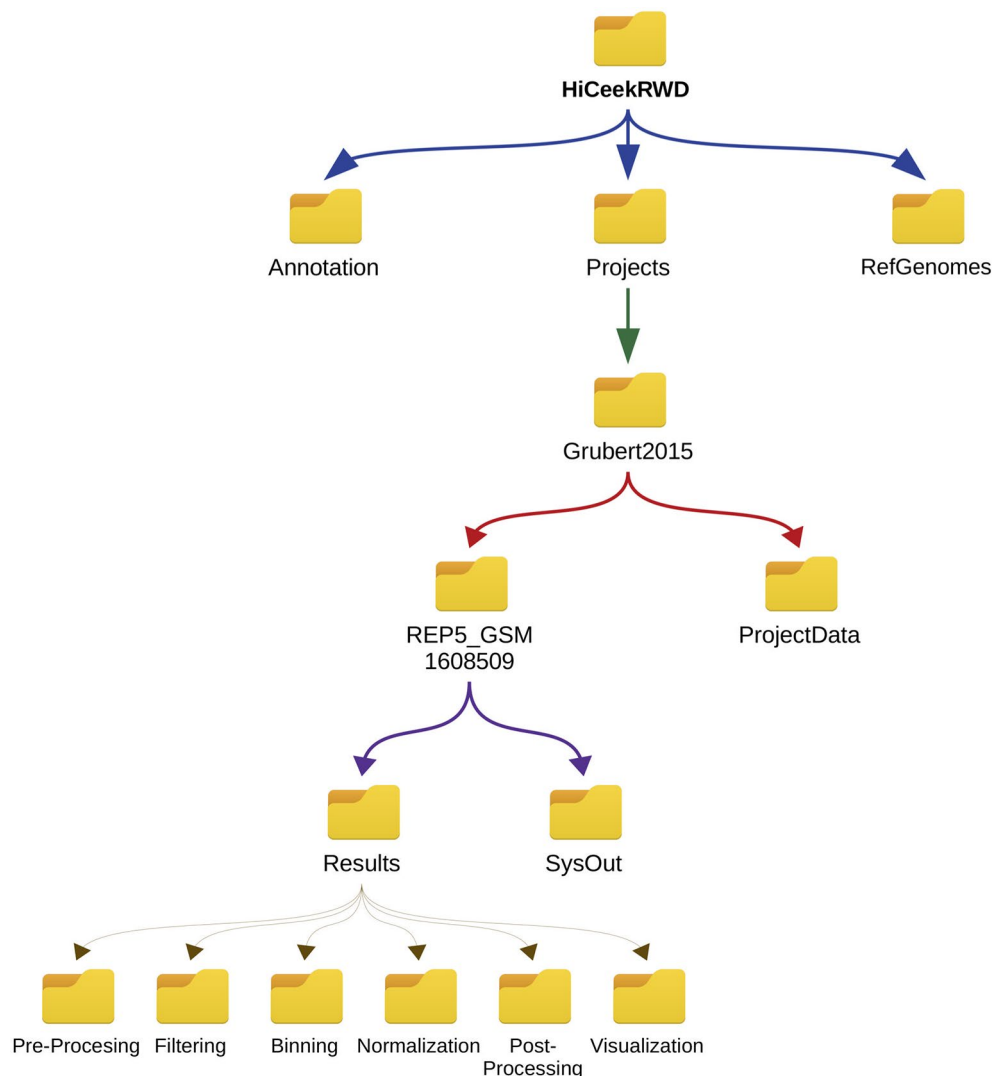 HiCeekRWD
Annotation
Projects
RefGenomes
Grubert2015
REP5_GSM
1608509
ProjectData
Results
SysOut
Pre-Procesing
Filtering
Binning
Normalization
Post-
Processing
Visualization